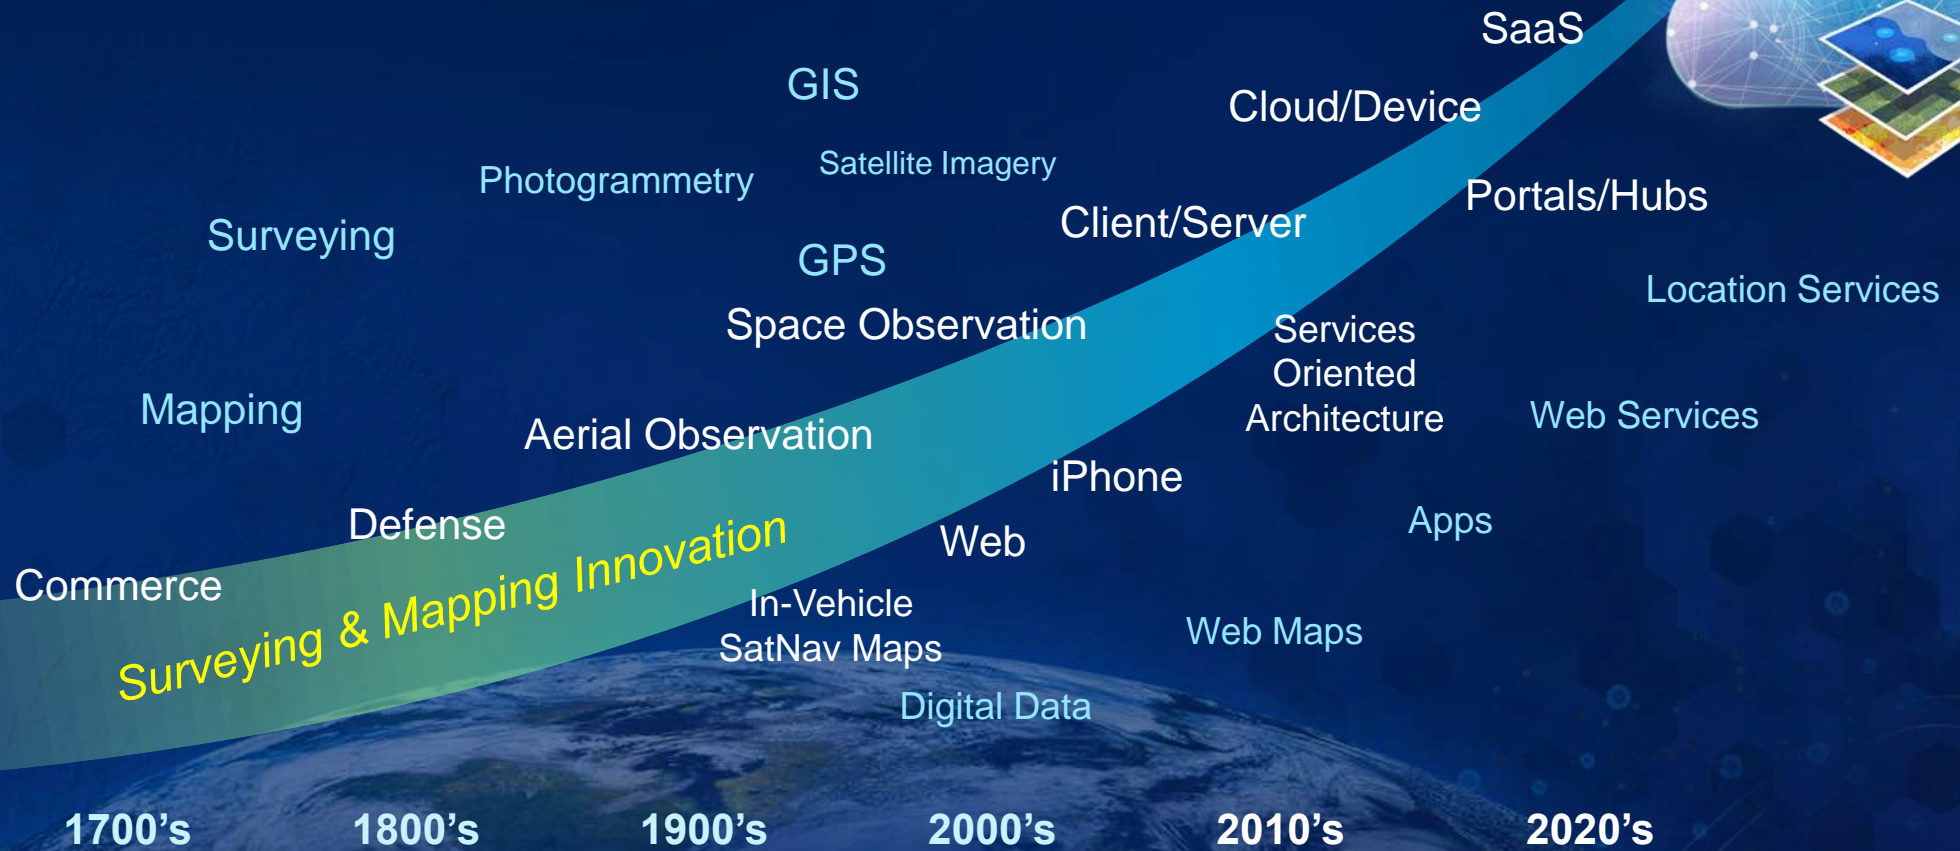 SaaS
GIS
Cloud/Device
Satellite Imagery
Photogrammetry
Portals/Hubs
Client/Server
Surveying
GPS
Location Services
Space Observation
Services
Oriented
Architecture
Mapping
Web Services
Aerial Observation
iPhone
Defense
Apps
Web
Commerce
Surveying & Mapping Innovation
In-Vehicle
SatNav Maps
Web Maps
Digital Data
1700's
1800's
1900's
2000's
2010's
2020's